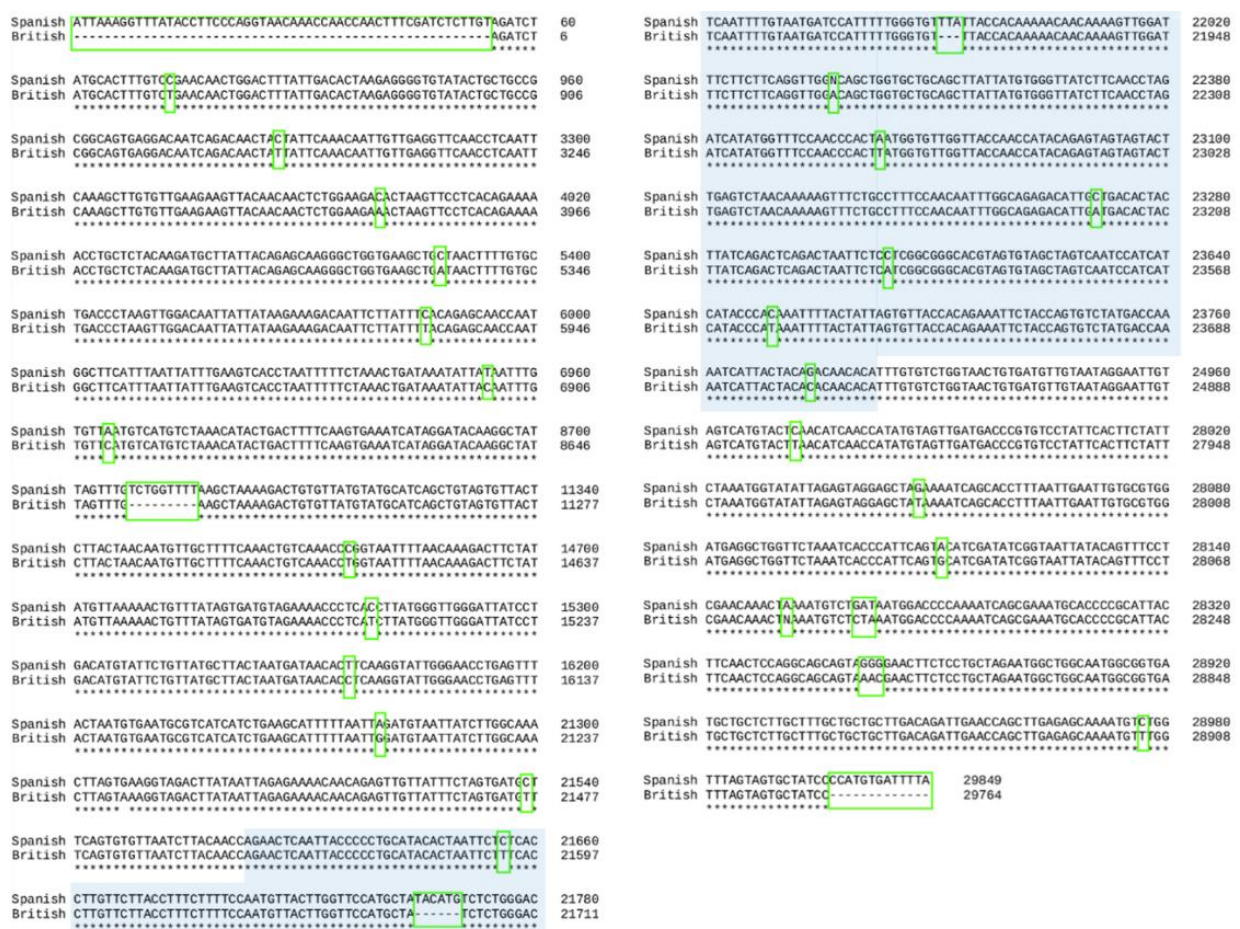 Spanish ATTAAAGGTTTATACCTTCCCAGGTAACAAACCAACCAACTTTCGATCTCTTGTAGATCT 60
British ------------------------------------------------------AGATCT 6
Spanish ATGCACTTTGTCCGAACAACTGGACTTTATTGACACTAAGAGGGGTGTATACTGCTGCCG 960
British ATGCACTTTGTCTGAACAACTGGACTTTATTGACACTAAGAGGGGTGTATACTGCTGCCG 906
Spanish CGGCAGTGAGGACAATCAGACAACTACTATTCAAACAATTGTTGAGGTTCAACCTCAATT 3300
British CGGCAGTGAGGACAATCAGACAACTATTATTCAAACAATTGTTGAGGTTCAACCTCAATT 3246
Spanish CAAAGCTTGTGTTGAAGAAGTTACAACAACTCTGGAAGACACTAAGTTCCTCACAGAAAA 4020
British CAAAGCTTGTGTTGAAGAAGTTACAACAACTCTGGAAGAAACTAAGTTCCTCACAGAAAA 3966
Spanish ACCTGCTCTACAAGATGCTTATTACAGAGCAAGGGCTGGTGAAGCTGCTAACTTTTGTGC 5400
British ACCTGCTCTACAAGATGCTTATTACAGAGCAAGGGCTGGTGAAGCTGATAACTTTTGTGC 5346
Spanish TGACCCTAAGTTGGACAATTATTATAAGAAAGACAATTCTTATTTCACAGAGCAACCAAT 6000
British TGACCCTAAGTTGGACAATTATTATAAGAAAGACAATTCTTATTTTACAGAGCAACCAAT 5946
Spanish GGCTTCATTTAATTATTTGAAGTCACCTAATTTTTCTAAACTGATAAATATTATAATTTG 6960
British GGCTTCATTTAATTATTTGAAGTCACCTAATTTTTCTAAACTGATAAATATTACAATTTG 6906
Spanish TGTTAATGTCATGTCTAAACATACTGACTTTTCAAGTGAAATCATAGGATACAAGGCTAT 8700
British TGTTCATGTCATGTCTAAACATACTGACTTTTCAAGTGAAATCATAGGATACAAGGCTAT 8646
Spanish TAGTTTGTCTGGTTTTAAGCTAAAAGACTGTGTTATGTATGCATCAGCTGTAGTGTTACT 11340
British TAGTTTG---------AAGCTAAAAGACTGTGTTATGTATGCATCAGCTGTAGTGTTACT 11277
Spanish CTTACTAACAATGTTGCTTTTCAAACTGTCAAACCCGGTAATTTTAACAAAGACTTCTAT 14700
British CTTACTAACAATGTTGCTTTTCAAACTGTCAAACCTGGTAATTTTAACAAAGACTTCTAT 14637
Spanish ATGTTAAAAACTGTTTATAGTGATGTAGAAAACCCTCACCTTATGGGTTGGGATTATCCT 15300
British ATGTTAAAAACTGTTTATAGTGATGTAGAAAACCCTCATCTTATGGGTTGGGATTATCCT 15237
Spanish GACATGTATTCTGTTATGCTTACTAATGATAACACTTCAAGGTATTGGGAACCTGAGTTT 16200
British GACATGTATTCTGTTATGCTTACTAATGATAACACCTCAAGGTATTGGGAACCTGAGTTT 16137
Spanish ACTAATGTGAATGCGTCATCATCTGAAGCATTTTTAATTAGATGTAATTATCTTGGCAAA 21300
British ACTAATGTGAATGCGTCATCATCTGAAGCATTTTTAATTGGATGTAATTATCTTGGCAAA 21237
Spanish CTTAGTGAAGGTAGACTTATAATTAGAGAAAACAACAGAGTTGTTATTTCTAGTGATGCT 21540
British CTTAGTAAAGGTAGACTTATAATTAGAGAAAACAACAGAGTTGTTATTTCTAGTGATGTT 21477
Spanish TCAGTGTGTTAATCTTACAACCAGAACTCAATTACCCCCTGCATACACTAATTCTCTCAC 21660
British TCAGTGTGTTAATCTTACAACCAGAACTCAATTACCCCCTGCATACACTAATTCTTTCAC 21597
Spanish CTTGTTCTTACCTTTCTTTTCCAATGTTACTTGGTTCCATGCTATACATGTCTCTGGGAC 21780
British CTTGTTCTTACCTTTCTTTTCCAATGTTACTTGGTTCCATGCTA------TCTCTGGGAC 21711
Spanish TCAATTTTGTAATGATCCATTTTTGGGTGTTTATTACCACAAAAACAACAAAAGTTGGAT 22020
British TCAATTTTGTAATGATCCATTTTTGGGTGT---TTACCACAAAAACAACAAAAGTTGGAT 21948
Spanish TTCTTCTTCAGGTTGGNCAGCTGGTGCTGCAGCTTATTATGTGGGTTATCTTCAACCTAG 22380
British TTCTTCTTCAGGTTGGACAGCTGGTGCTGCAGCTTATTATGTGGGTTATCTTCAACCTAG 22308
Spanish ATCATATGGTTTCCAACCCACTAATGGTGTTGGTTACCAACCATACAGAGTAGTAGTACT 23100
British ATCATATGGTTTCCAACCCACTTATGGTGTTGGTTACCAACCATACAGAGTAGTAGTACT 23028
Spanish TGAGTCTAACAAAAAGTTTCTGCCTTTCCAACAATTTGGCAGAGACATTGCTGACACTAC 23280
British TGAGTCTAACAAAAAGTTTCTGCCTTTCCAACAATTTGGCAGAGACATTGATGACACTAC 23208
Spanish TTATCAGACTCAGACTAATTCTCCTCGGCGGGCACGTAGTGTAGCTAGTCAATCCATCAT 23640
British TTATCAGACTCAGACTAATTCTCATCGGCGGGCACGTAGTGTAGCTAGTCAATCCATCAT 23568
Spanish CATACCCACAAATTTTACTATTAGTGTTACCACAGAAATTCTACCAGTGTCTATGACCAA 23760
British CATACCCATAAATTTTACTATTAGTGTTACCACAGAAATTCTACCAGTGTCTATGACCAA 23688
Spanish AATCATTACTACAGACAACACATTTGTGTCTGGTAACTGTGATGTTGTAATAGGAATTGT 24960
British AATCATTACTACACACAACACATTTGTGTCTGGTAACTGTGATGTTGTAATAGGAATTGT 24888
Spanish AGTCATGTACTCAACATCAACCATATGTAGTTGATGACCCGTGTCCTATTCACTTCTATT 28020
British AGTCATGTACTTAACATCAACCATATGTAGTTGATGACCCGTGTCCTATTCACTTCTATT 27948
Spanish CTAAATGGTATATTAGAGTAGGAGCTAGAAAATCAGCACCTTTAATTGAATTGTGCGTGG 28080
British CTAAATGGTATATTAGAGTAGGAGCTATAAAATCAGCACCTTTAATTGAATTGTGCGTGG 28008
Spanish ATGAGGCTGGTTCTAAATCACCCATTCAGTACATCGATATCGGTAATTATACAGTTTCCT 28140
British ATGAGGCTGGTTCTAAATCACCCATTCAGTGCATCGATATCGGTAATTATACAGTTTCCT 28068
Spanish CGAACAAACTAAAATGTCTGATAATGGACCCCAAAATCAGCGAAATGCACCCCGCATTAC 28320
British CGAACAAACTNAAATGTCTCTAAATGGACCCCAAAATCAGCGAAATGCACCCCGCATTAC 28248
Spanish TTCAACTCCAGGCAGCAGTAGGGGAACTTCTCCTGCTAGAATGGCTGGCAATGGCGGTGA 28920
British TTCAACTCCAGGCAGCAGTAAACGAACTTCTCCTGCTAGAATGGCTGGCAATGGCGGTGA 28848
Spanish TGCTGCTCTTGCTTTGCTGCTGCTTGACAGATTGAACCAGCTTGAGAGCAAAATGTCTGG 28980
British TGCTGCTCTTGCTTTGCTGCTGCTTGACAGATTGAACCAGCTTGAGAGCAAAATGTTTGG 28908
Spanish TTTAGTAGTGCTATCCCCATGTGATTTTA 29849
British TTTAGTAGTGCTATCC------------- 29764